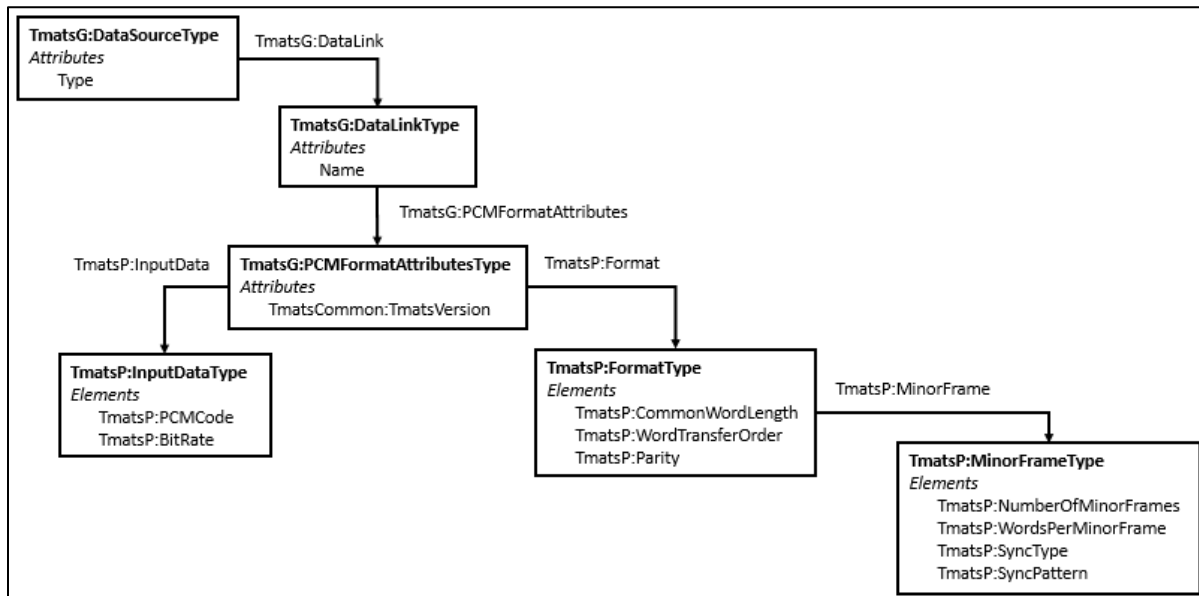 TmatsG:DataSourceType
Attributes
Type
TmatsG:DataLink
TmatsG:DataLinkType
Attributes
Name
TmatsG:PCMFormatAttributes
TmatsP:InputData
TmatsG:PCMFormatAttributesType
Attributes
TmatsCommon:TmatsVersion
TmatsP:Format
TmatsP:InputDataType
Elements
TmatsP:PCMCode
TmatsP:BitRate
TmatsP:FormatType
Elements
TmatsP:CommonWordLength
TmatsP:WordTransferOrder
TmatsP:Parity
TmatsP:MinorFrame
TmatsP:MinorFrameType
Elements
TmatsP:NumberOfMinorFrames
TmatsP:WordsPerMinorFrame
TmatsP:SyncType
TmatsP:SyncPattern